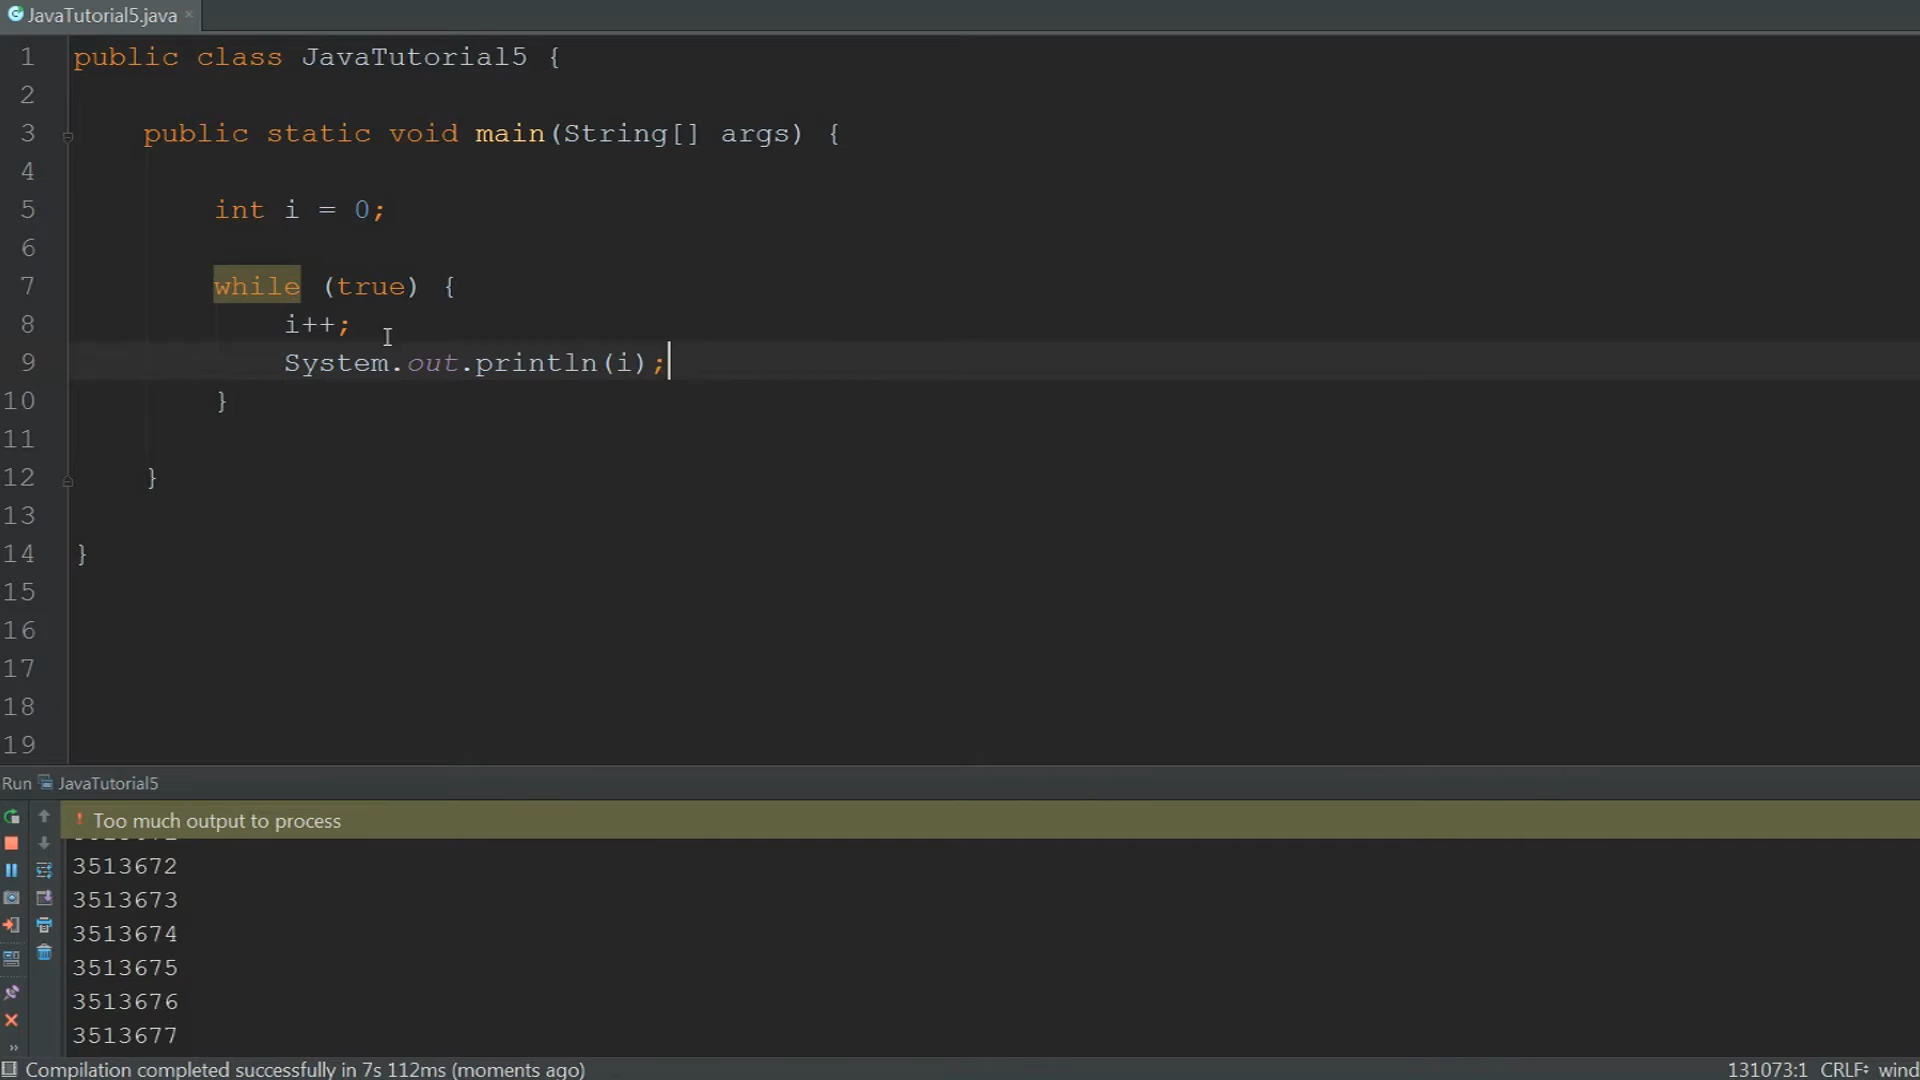 JavaTutorial5.java
1 public class JavaTutorial5 {
2
3 public static void main(String[] args) {
4
5 int i = 0;
6
7 while (true) {
8 i++;
9 System.out.println(i);
10 }
11
12 }
13
14 }
15
16
17
18
19
Run JavaTutorial5
! Too much output to process
3513672
3513673
3513674
3513675
3513676
3513677
Compilation completed successfully in 7s 112ms (moments ago) 131073:1 CRLF wind